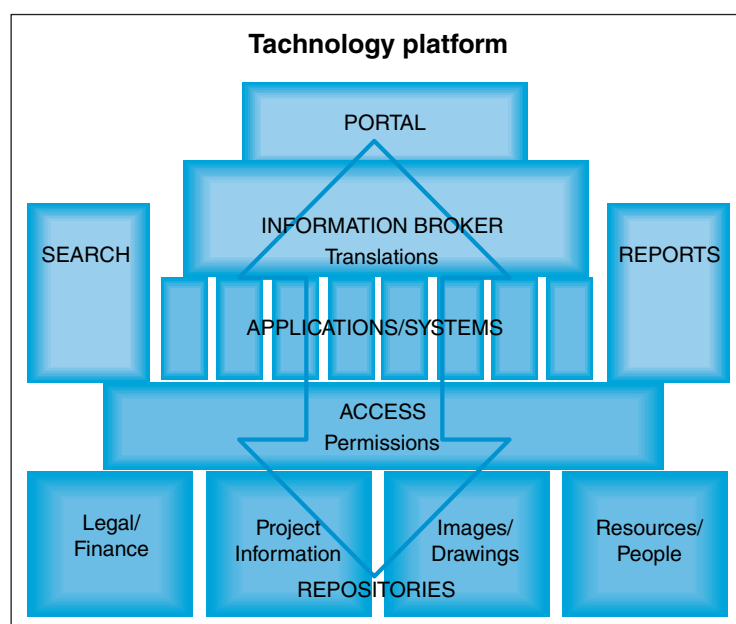 Tachnology platform
PORTAL
INFORMATION BROKER
Translations
SEARCH
REPORTS
APPLICATIONS/SYSTEMS
ACCESS
Permissions
Legal/
Finance
Project
Information
Images/
Drawings
Resources/
People
REPOSITORIES